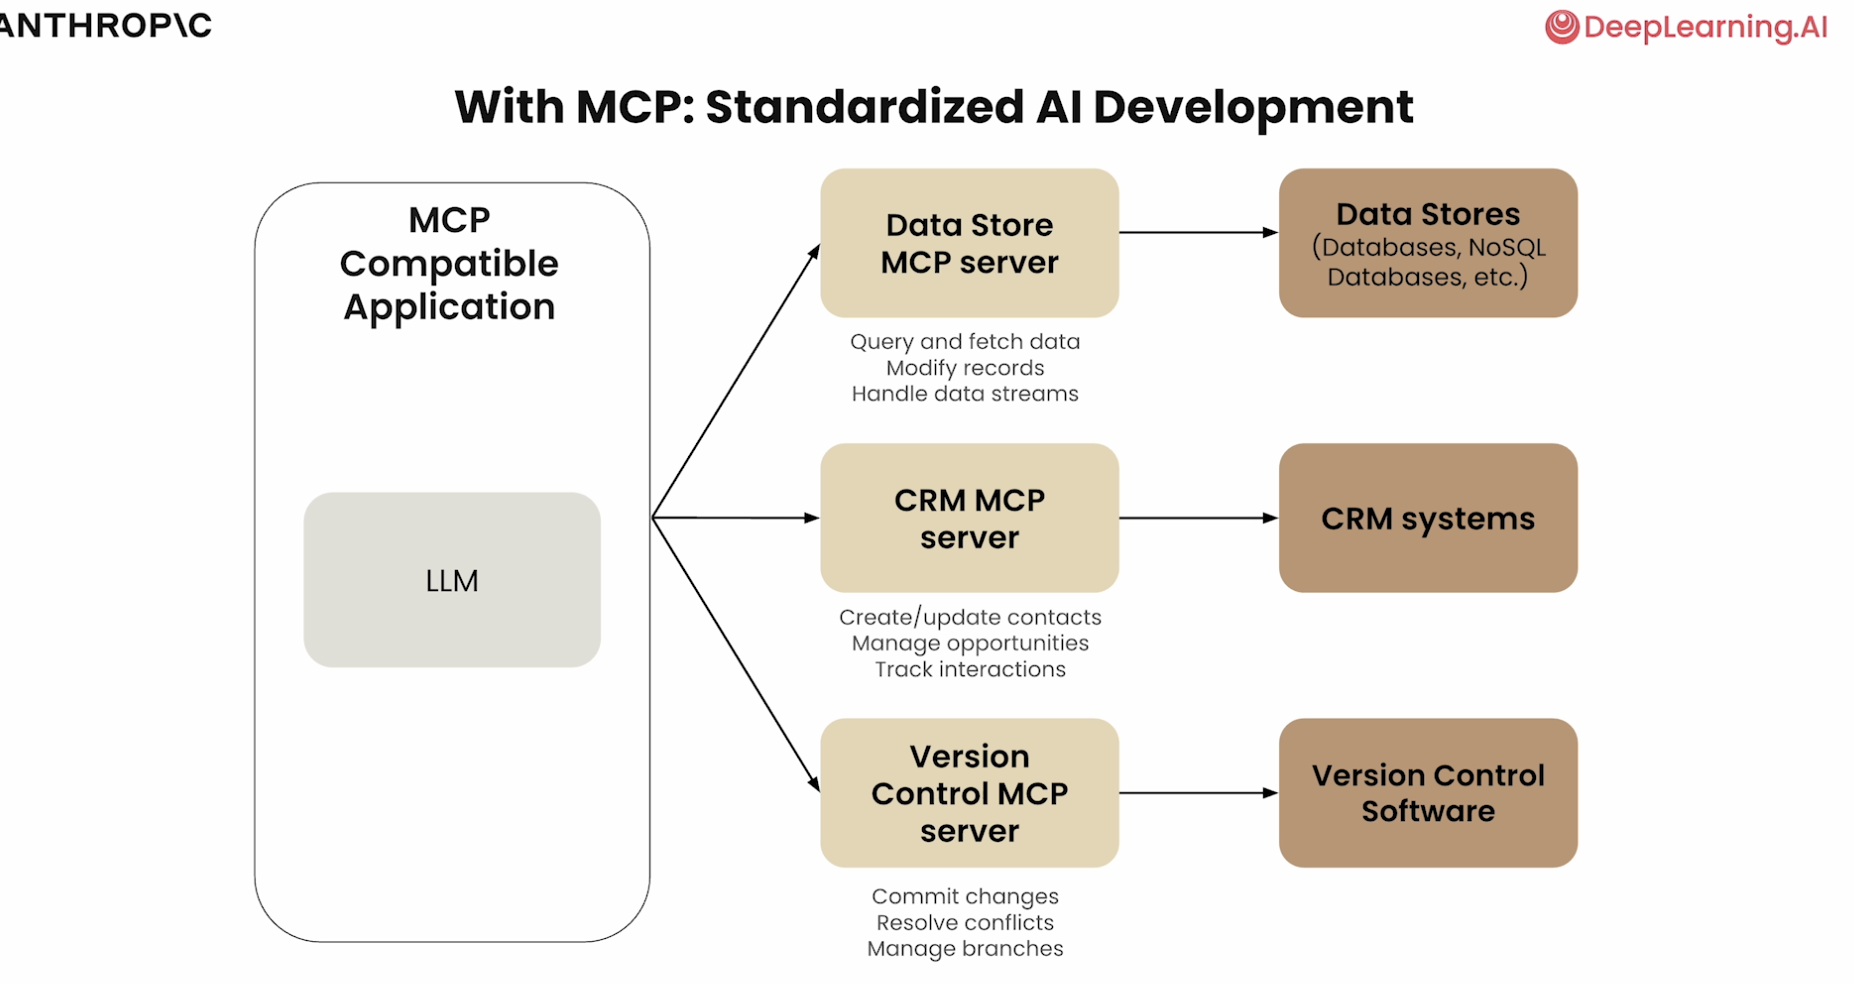 ANTHROP\C
DeepLearning.AI
With MCP: Standardized AI Development
MCP
Compatible
Application
LLM
Data Store
MCP server
Query and fetch data
Modify records
Handle data streams
Data Stores
(Databases, NoSQL
Databases, etc.)
CRM MCP
server
Create/update contacts
Manage opportunities
Track interactions
CRM systems
Version
Control MCP
server
Commit changes
Resolve conflicts
Manage branches
Version Control
Software